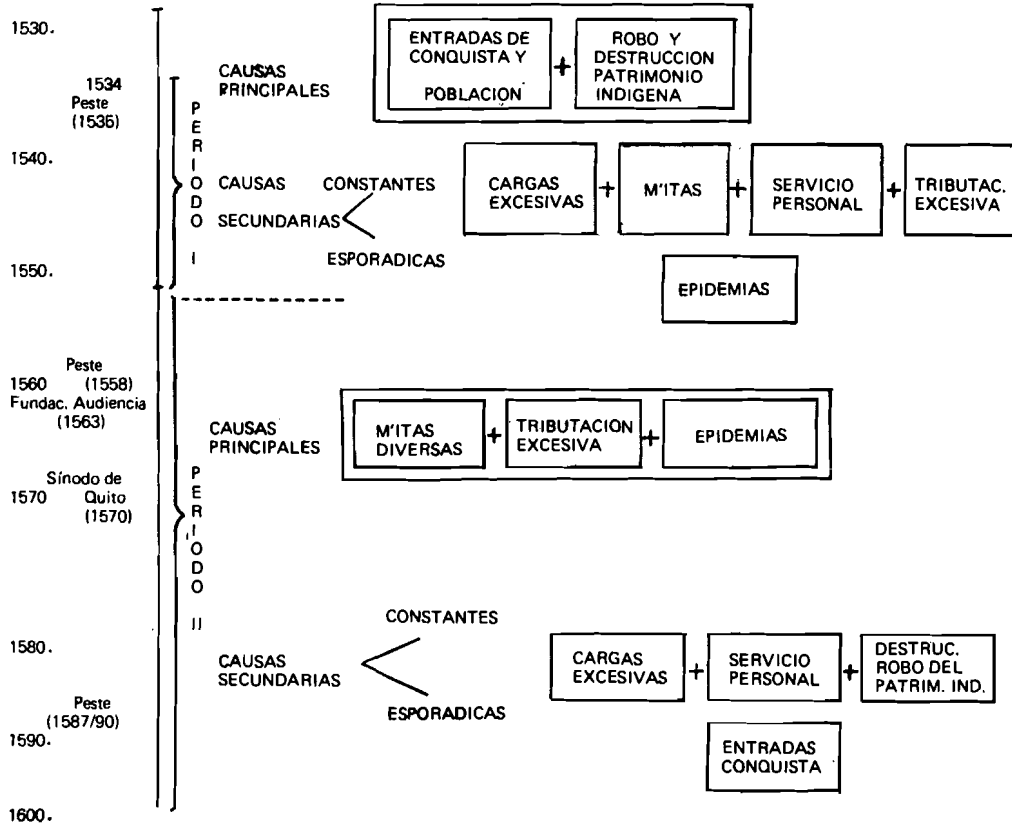 1530.
ENTRADAS DE
CONQUISTA Y
POBLACION
+
ROBO Y
DESTRUCCION
PATRIMONIO
INDIGENA
CAUSAS
PRINCIPALES
1534
Peste
(1536)
PERIODO I
1540.
CAUSAS
SECUNDARIAS
CONSTANTES
CARGAS
EXCESIVAS
+
M'ITAS
+
SERVICIO
PERSONAL
+
TRIBUTAC.
EXCESIVA
ESPORADICAS
1550.
EPIDEMIAS
Peste
1560 (1558)
Fundac. Audiencia
(1563)
CAUSAS
PRINCIPALES
M'ITAS
DIVERSAS
+
TRIBUTACION
EXCESIVA
+
EPIDEMIAS
Sínodo de
1570 Quito
(1570)
PERIODO II
1580.
CAUSAS
SECUNDARIAS
CONSTANTES
CARGAS
EXCESIVAS
+
SERVICIO
PERSONAL
+
DESTRUC.
ROBO DEL
PATRIM. IND.
ESPORADICAS
Peste
(1587/90)
1590.
ENTRADAS
CONQUISTA
1600.